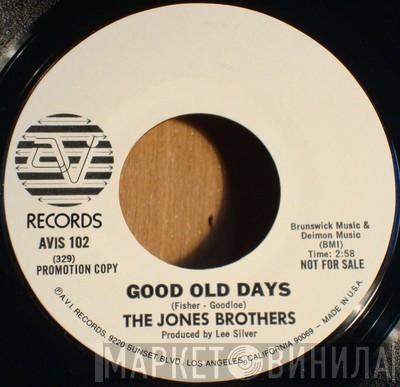 AV
RECORDS
AVIS 102
(329)
PROMOTION COPY
Brunswick Music &
Deimon Music
(BMI)
Time: 2:58
NOT FOR SALE
GOOD OLD DAYS
(Fisher - Goodloe)
THE JONES BROTHERS
Produced by Lee Silver
Ⓟ A.V.I. RECORDS, 9220 SUNSET BLVD., LOS ANGELES, CALIFORNIA 90069 • MADE IN U.S.A.
МАРКЕТ ВИНИЛА